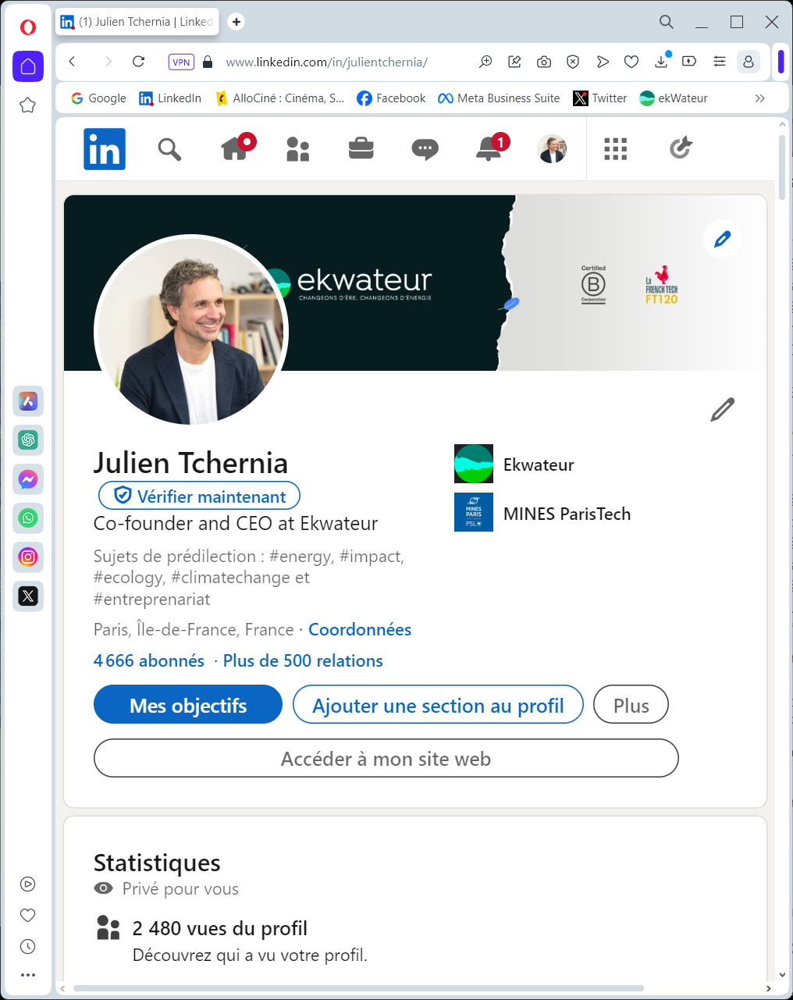 (1) Julien Tchernia | Linked
VPN
www.linkedin.com/in/julientchernia/
Google
LinkedIn
AlloCiné : Cinéma, S...
Facebook
Meta Business Suite
Twitter
ekWateur
in
1
ekwateur
CHANGEONS D'ÈRE, CHANGEONS D'ÉNERGIE
Certified
B
Corporation
La
FRENCH TECH
FT120
Julien Tchernia
Vérifier maintenant
Co-founder and CEO at Ekwateur
Sujets de prédilection : #energy, #impact,
#ecology, #climatechange et
#entreprenariat
Paris, Île-de-France, France · Coordonnées
4 666 abonnés · Plus de 500 relations
Ekwateur
MINES PARIS
PSL
MINES ParisTech
Mes objectifs
Ajouter une section au profil
Plus
Accéder à mon site web
Statistiques
Privé pour vous
2 480 vues du profil
Découvrez qui a vu votre profil.